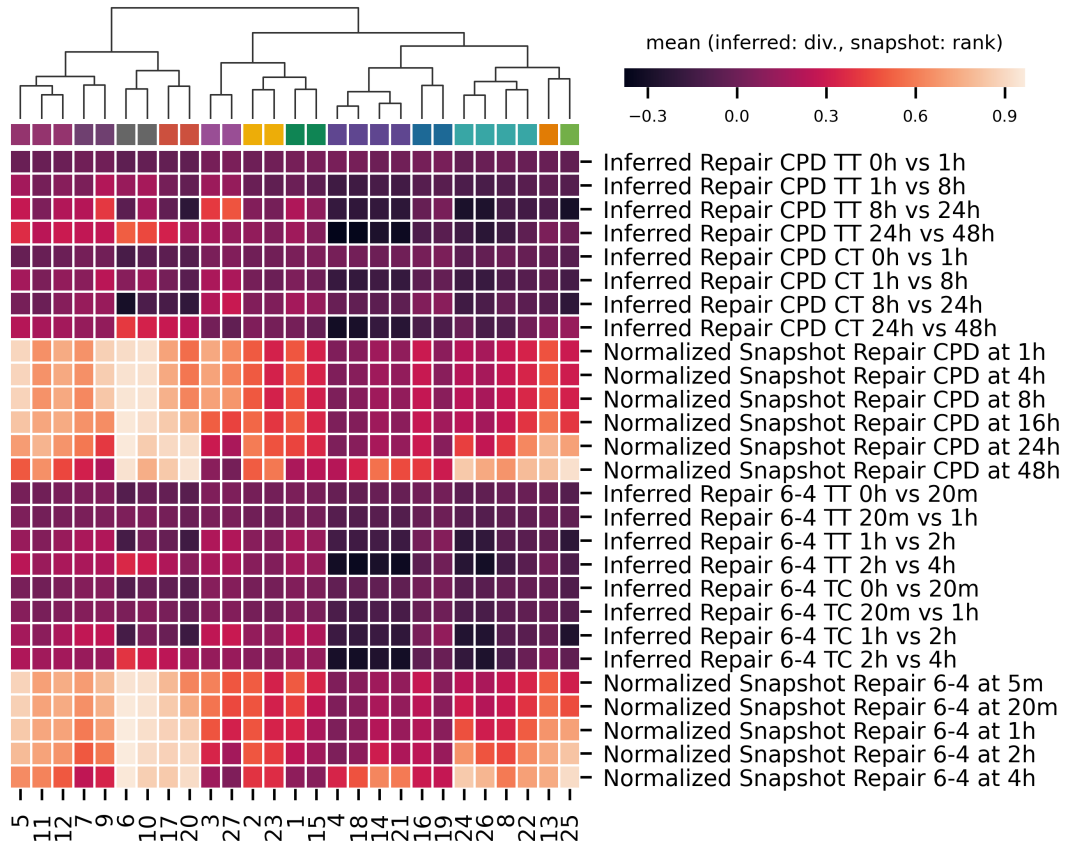 mean (inferred: div., snapshot: rank)
−0.3 0.0 0.3 0.6 0.9
Inferred Repair CPD TT 0h vs 1h
Inferred Repair CPD TT 1h vs 8h
Inferred Repair CPD TT 8h vs 24h
Inferred Repair CPD TT 24h vs 48h
Inferred Repair CPD CT 0h vs 1h
Inferred Repair CPD CT 1h vs 8h
Inferred Repair CPD CT 8h vs 24h
Inferred Repair CPD CT 24h vs 48h
Normalized Snapshot Repair CPD at 1h
Normalized Snapshot Repair CPD at 4h
Normalized Snapshot Repair CPD at 8h
Normalized Snapshot Repair CPD at 16h
Normalized Snapshot Repair CPD at 24h
Normalized Snapshot Repair CPD at 48h
Inferred Repair 6-4 TT 0h vs 20m
Inferred Repair 6-4 TT 20m vs 1h
Inferred Repair 6-4 TT 1h vs 2h
Inferred Repair 6-4 TT 2h vs 4h
Inferred Repair 6-4 TC 0h vs 20m
Inferred Repair 6-4 TC 20m vs 1h
Inferred Repair 6-4 TC 1h vs 2h
Inferred Repair 6-4 TC 2h vs 4h
Normalized Snapshot Repair 6-4 at 5m
Normalized Snapshot Repair 6-4 at 20m
Normalized Snapshot Repair 6-4 at 1h
Normalized Snapshot Repair 6-4 at 2h
Normalized Snapshot Repair 6-4 at 4h
5 11 12 7 9 6 10 17 20 3 27 2 23 1 15 4 18 14 21 16 19 24 26 8 22 13 25